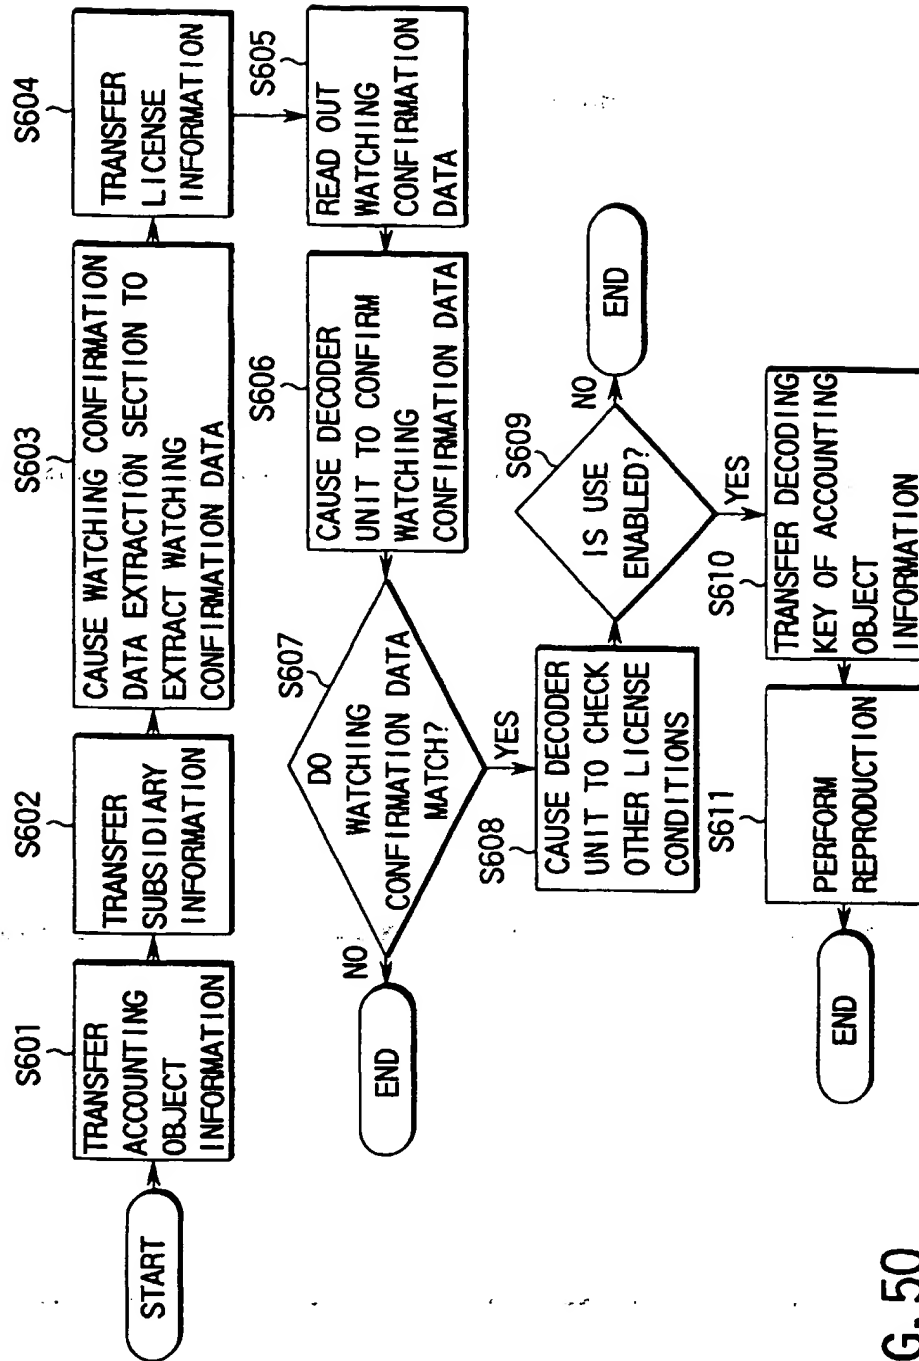 START
S601
TRANSFER
ACCOUNTING
OBJECT
INFORMATION
S602
TRANSFER
SUBSIDIARY
INFORMATION
S603
CAUSE WATCHING CONFIRMATION
DATA EXTRACTION SECTION TO
EXTRACT WATCHING
CONFIRMATION DATA
S604
TRANSFER
LICENSE
INFORMATION
S605
READ OUT
WATCHING
CONFIRMATION
DATA
S606
CAUSE DECODER
UNIT TO CONFIRM
WATCHING
CONFIRMATION DATA
S607
DO
WATCHING
CONFIRMATION DATA
MATCH?
NO
END
YES
S608
CAUSE DECODER
UNIT TO CHECK
OTHER LICENSE
CONDITIONS
S609
IS USE
ENABLED?
NO
END
YES
S610
TRANSFER DECODING
KEY OF ACCOUNTING
OBJECT
INFORMATION
S611
PERFORM
REPRODUCTION
END
G. 50